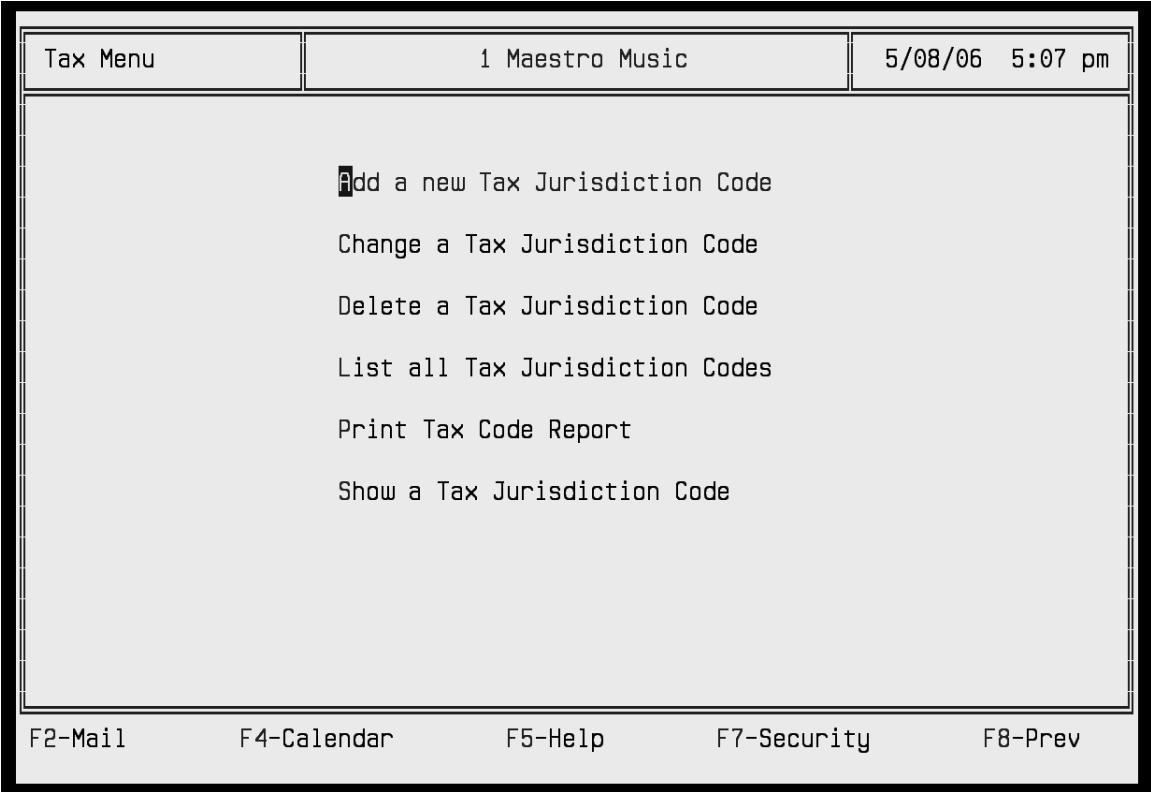 Tax Menu 1 Maestro Music 5/08/06 5:07 pm
Add a new Tax Jurisdiction Code
Change a Tax Jurisdiction Code
Delete a Tax Jurisdiction Code
List all Tax Jurisdiction Codes
Print Tax Code Report
Show a Tax Jurisdiction Code
F2-Mail F4-Calendar F5-Help F7-Security F8-Prev